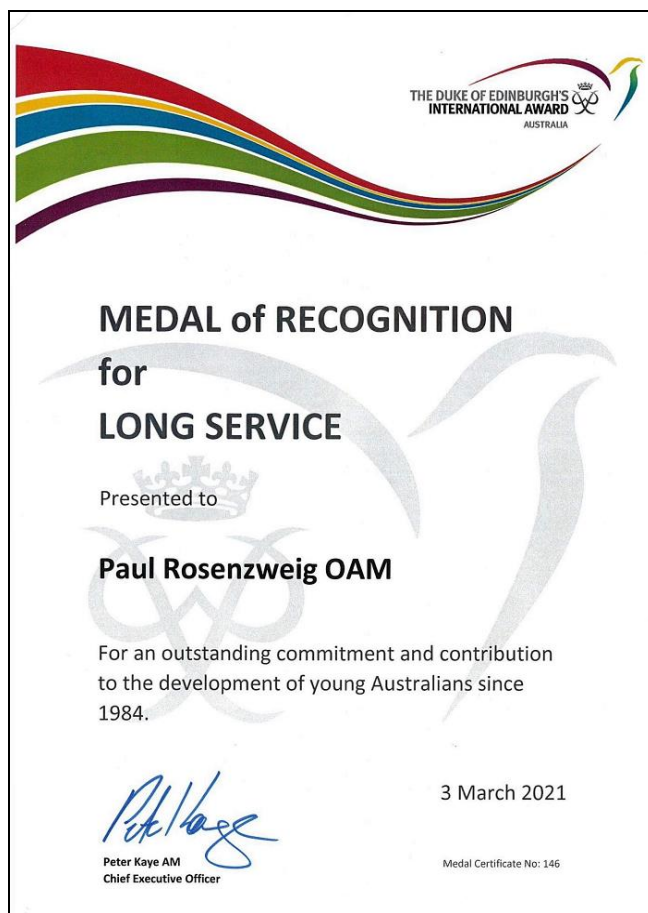 THE DUKE OF EDINBURGH'S
INTERNATIONAL AWARD
AUSTRALIA
MEDAL of RECOGNITION
for
LONG SERVICE
Presented to
Paul Rosenzweig OAM
For an outstanding commitment and contribution
to the development of young Australians since
1984.
3 March 2021
Peter Kaye AM
Chief Executive Officer
Medal Certificate No: 146